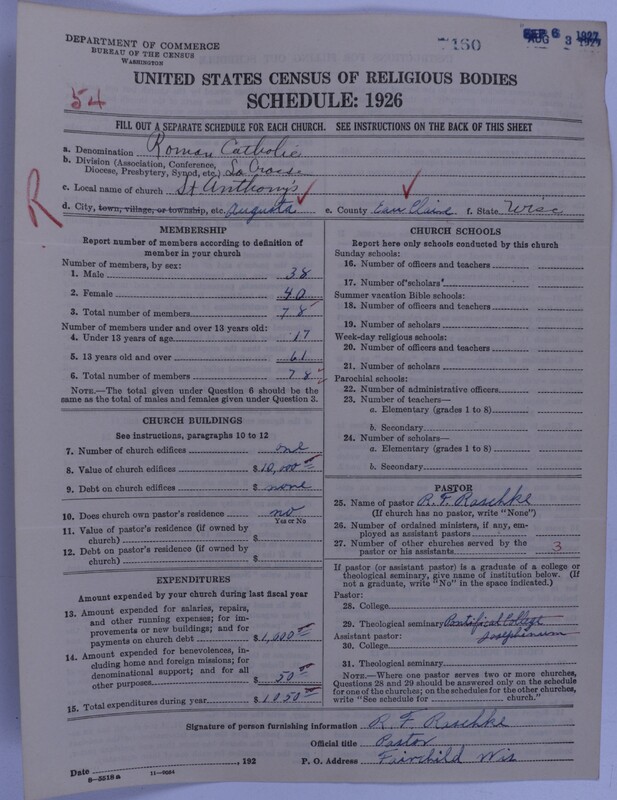 DEPARTMENT OF COMMERCE
BUREAU OF THE CENSUS
WASHINGTON
7160
SEP 6 1927
AUG 3 1927
UNITED STATES CENSUS OF RELIGIOUS BODIES
SCHEDULE: 1926
54
FILL OUT A SEPARATE SCHEDULE FOR EACH CHURCH. SEE INSTRUCTIONS ON THE BACK OF THIS SHEET
a. Denomination Roman Catholic
b. Division (Association, Conference, Diocese, Presbytery, Synod, etc.) La Crosse
c. Local name of church St Anthony's
R
d. City, town, village, or township, etc. Augusta e. County Eau Claire f. State Wisc
MEMBERSHIP
Report number of members according to definition of
member in your church
Number of members, by sex:
1. Male 38
2. Female 40
3. Total number of members 78
Number of members under and over 13 years old:
4. Under 13 years of age 17
5. 13 years old and over 61
6. Total number of members 78
NOTE.—The total given under Question 6 should be
same as the total of males and females given under Question 3.
CHURCH BUILDINGS
See instructions, paragraphs 10 to 12
7. Number of church edifices one
8. Value of church edifices $10,000
9. Debt on church edifices $ none
10. Does church own pastor's residence no
Yes or No
11. Value of pastor's residence (if owned by
church) $
12. Debt on pastor's residence (if owned by
church) $
EXPENDITURES
Amount expended by your church during last fiscal year
13. Amount expended for salaries, repairs,
and other running expenses; for im-
provements or new buildings; and for
payments on church debt $1,000
14. Amount expended for benevolences, in-
cluding home and foreign missions; for
denominational support; and for all
other purposes $ 50
15. Total expenditures during year $1050
CHURCH SCHOOLS
Report here only schools conducted by this church
Sunday schools:
16. Number of officers and teachers
17. Number of scholars
Summer vacation Bible schools:
18. Number of officers and teachers
19. Number of scholars
Week-day religious schools:
20. Number of officers and teachers
21. Number of scholars
Parochial schools:
22. Number of administrative officers
23. Number of teachers—
a. Elementary (grades 1 to 8)
b. Secondary
24. Number of scholars—
a. Elementary (grades 1 to 8)
b. Secondary
PASTOR
25. Name of pastor R. F. Raschke
(If church has no pastor, write "None")
26. Number of ordained ministers, if any, em-
ployed as assistant pastors
27. Number of other churches served by the
pastor or his assistants 3
If pastor (or assistant pastor) is a graduate of a college or
theological seminary, give name of institution below. (If
not a graduate, write "No" in the space indicated.)
Pastor:
28. College
29. Theological seminary Pontifical College
Assistant pastor: Josephinum
30. College
31. Theological seminary
NOTE.—Where one pastor serves two or more churches,
Questions 28 and 29 should be answered only on the schedule
for one of the churches; on the schedules for the other churches,
write "See schedule for church."
Signature of person furnishing information R. F. Raschke
Official title Pastor
Date , 192 P. O. Address Fairchild Wis
8-5518 a 11-9034